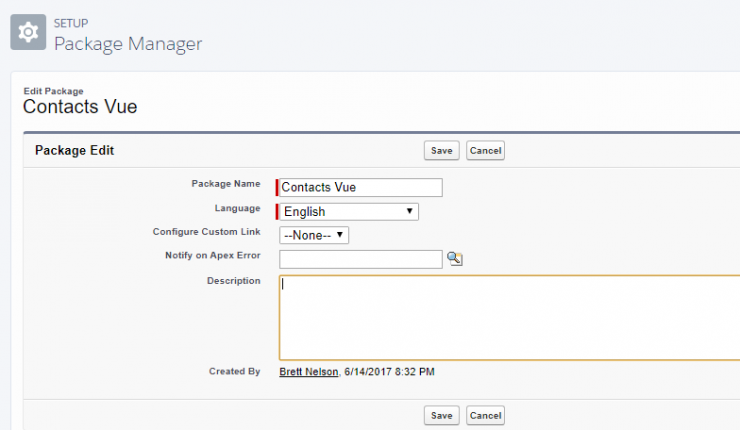 SETUP
Package Manager
Edit Package
Contacts Vue
Package Edit Save Cancel
Package Name Contacts Vue
Language English
Configure Custom Link --None--
Notify on Apex Error
Description
Created By Brett Nelson, 6/14/2017 8:32 PM
Save Cancel